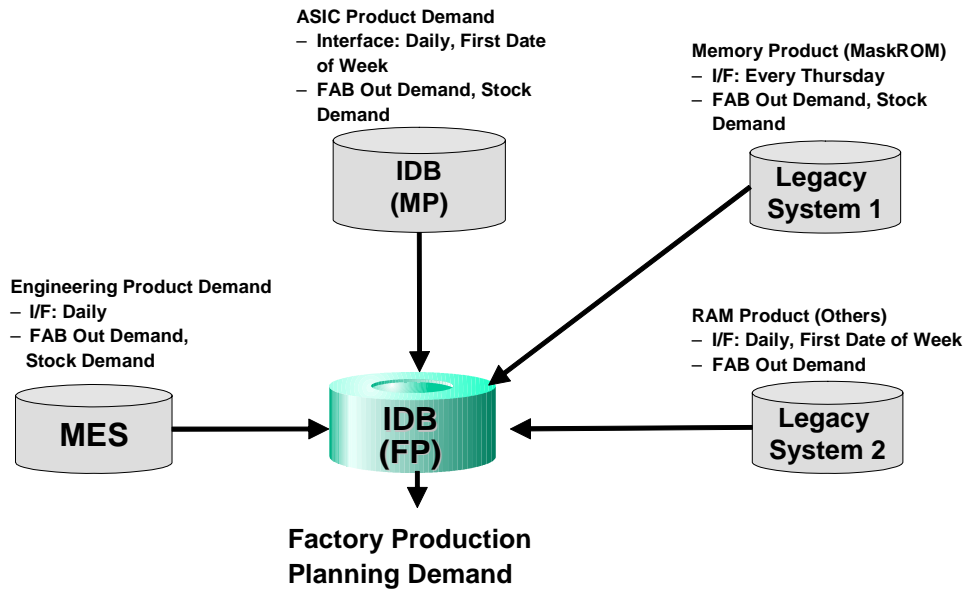 ASIC Product Demand
– Interface: Daily, First Date
of Week
– FAB Out Demand, Stock
Demand
IDB
(MP)
Memory Product (MaskROM)
– I/F: Every Thursday
– FAB Out Demand, Stock
Demand
Legacy
System 1
Engineering Product Demand
– I/F: Daily
– FAB Out Demand,
Stock Demand
MES
IDB
(FP)
RAM Product (Others)
– I/F: Daily, First Date of Week
– FAB Out Demand
Legacy
System 2
Factory Production
Planning Demand